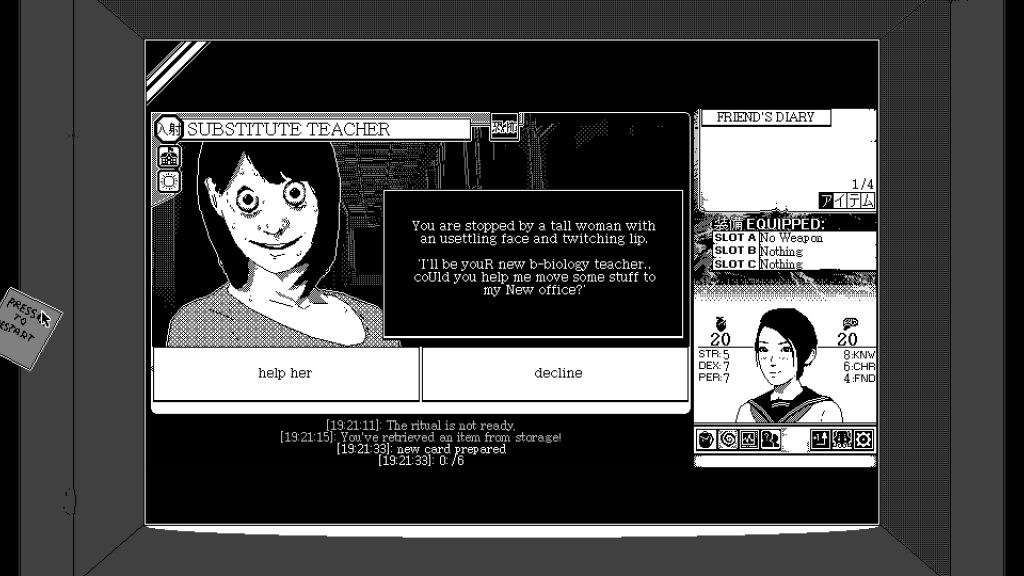 入射 SUBSTITUTE TEACHER 恐怖
You are stopped by a tall woman with
an usettling face and twitching lip.
'I'll be youR new b-biology teacher..
coUld you help me move some stuff to
my New office?'
help her
decline
[19:21:11]: The ritual is not ready.
[19:21:15]: You've retrieved an item from storage!
[19:21:33]: new card prepared
[19:21:33]: 0: /6
FRIEND'S DIARY
1/4
アイテム
装備 EQUIPPED:
SLOT A No Weapon
SLOT B Nothing
SLOT C Nothing
20
20
STR:5
DEX:7
PER:7
8:KNW
6:CHR
4:FND
PRESS
TO
RESTART